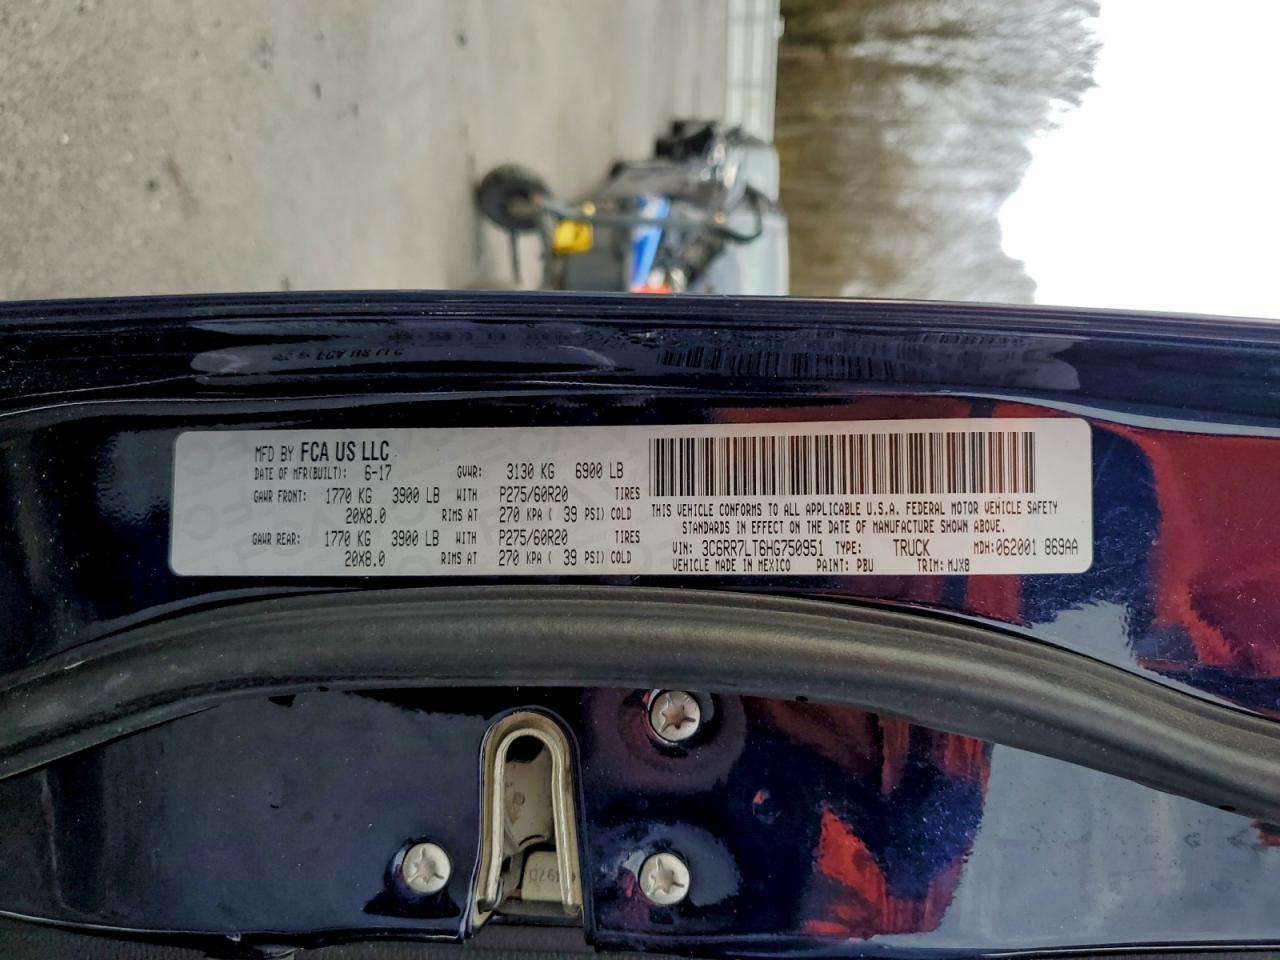 MFD BY FCA US LLC
DATE OF MFR(BUILT): 6-17 GVWR: 3130 KG 6900 LB
GAWR FRONT: 1770 KG 3900 LB WITH P275/60R20 TIRES
20X8.0 RIMS AT 270 KPA ( 39 PSI) COLD
GAWR REAR: 1770 KG 3900 LB WITH P275/60R20 TIRES
20X8.0 RIMS AT 270 KPA ( 39 PSI) COLD
THIS VEHICLE CONFORMS TO ALL APPLICABLE U.S.A. FEDERAL MOTOR VEHICLE SAFETY
STANDARDS IN EFFECT ON THE DATE OF MANUFACTURE SHOWN ABOVE.
VIN: 3C6RR7LT6HG750951 TYPE: TRUCK MDH:062001 869AA
VEHICLE MADE IN MEXICO PAINT: PBU TRIM: MJX8